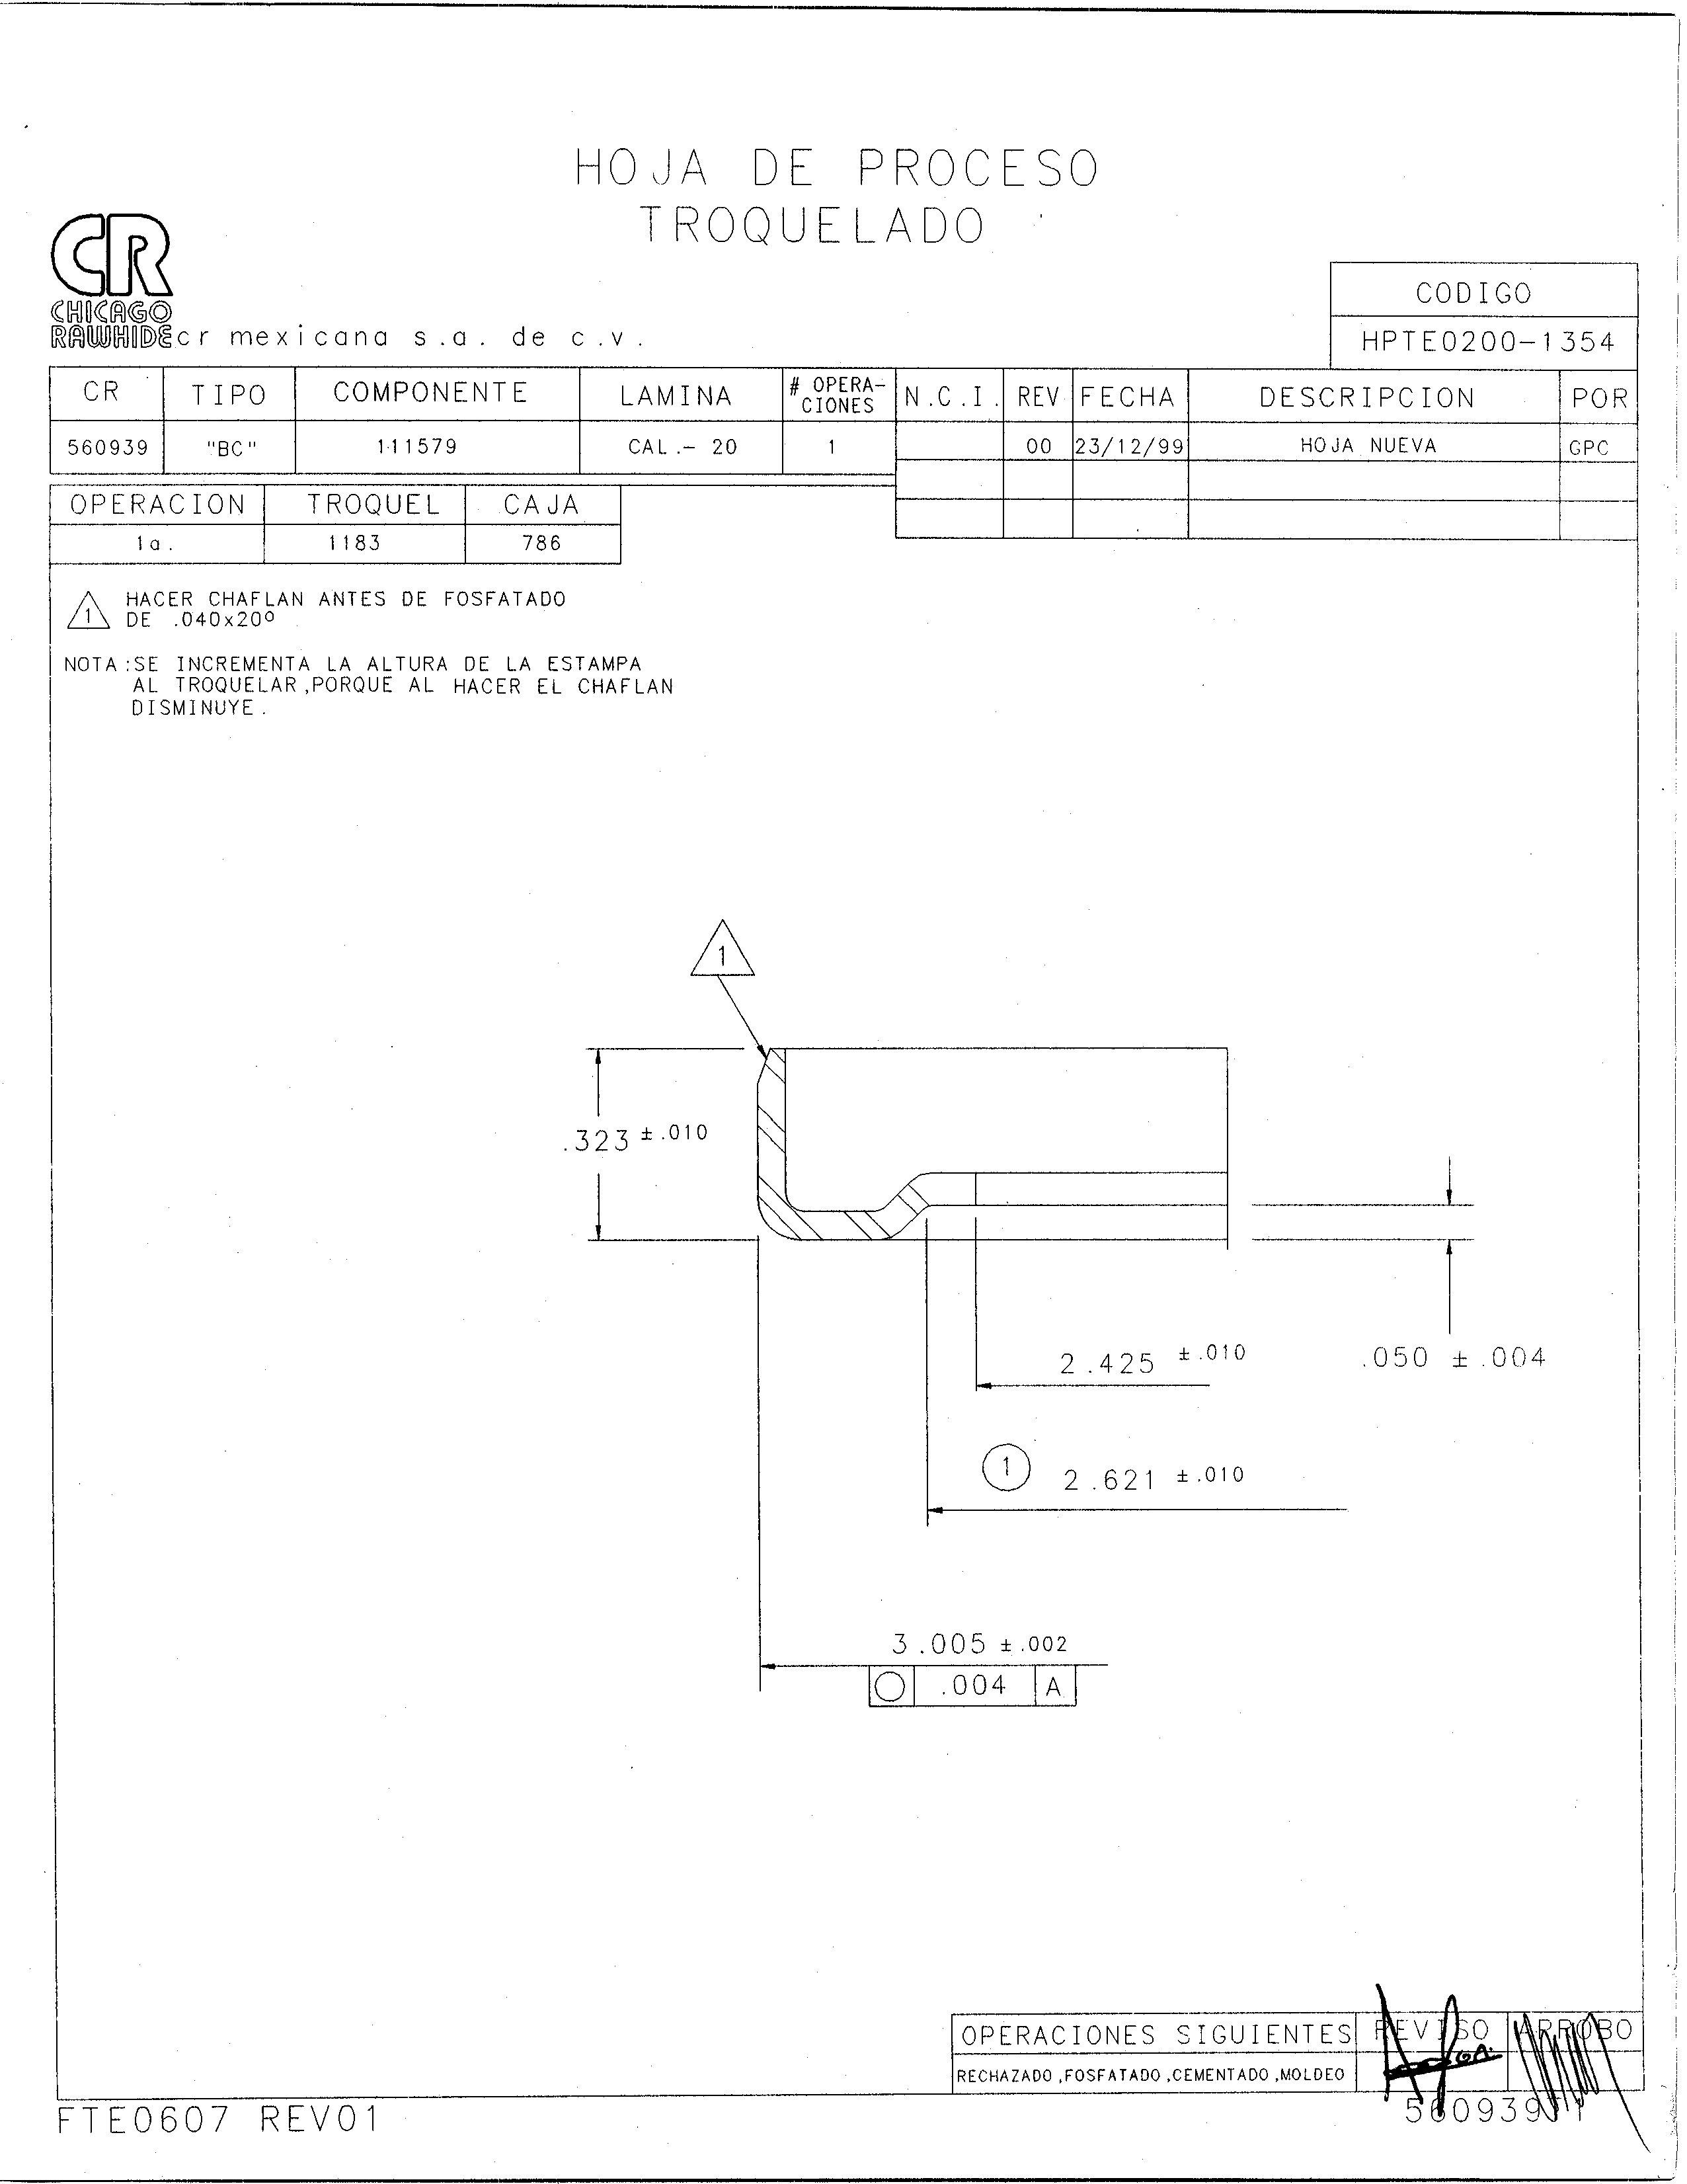 HOJA DE PROCESO
TROQUELADO
CR
CHICAGO
RAWHIDE cr mexicana s.a. de c.v.
CODIGO
HPTE0200-1354
CR TIPO COMPONENTE LAMINA # OPERA-CIONES N.C.I. REV FECHA DESCRIPCION POR
560939 "BC" 111579 CAL.- 20 1 00 23/12/99 HOJA NUEVA GPC
OPERACION TROQUEL CAJA
1a. 1183 786
1 HACER CHAFLAN ANTES DE FOSFATADO
DE .040x20º
NOTA:SE INCREMENTA LA ALTURA DE LA ESTAMPA
AL TROQUELAR,PORQUE AL HACER EL CHAFLAN
DISMINUYE.
1
.323 ±.010
2.425 ±.010
.050 ±.004
1 2.621 ±.010
3.005 ±.002
.004 A
OPERACIONES SIGUIENTES REVISO APROBO
RECHAZADO,FOSFATADO,CEMENTADO,MOLDEO
FTE0607 REV01